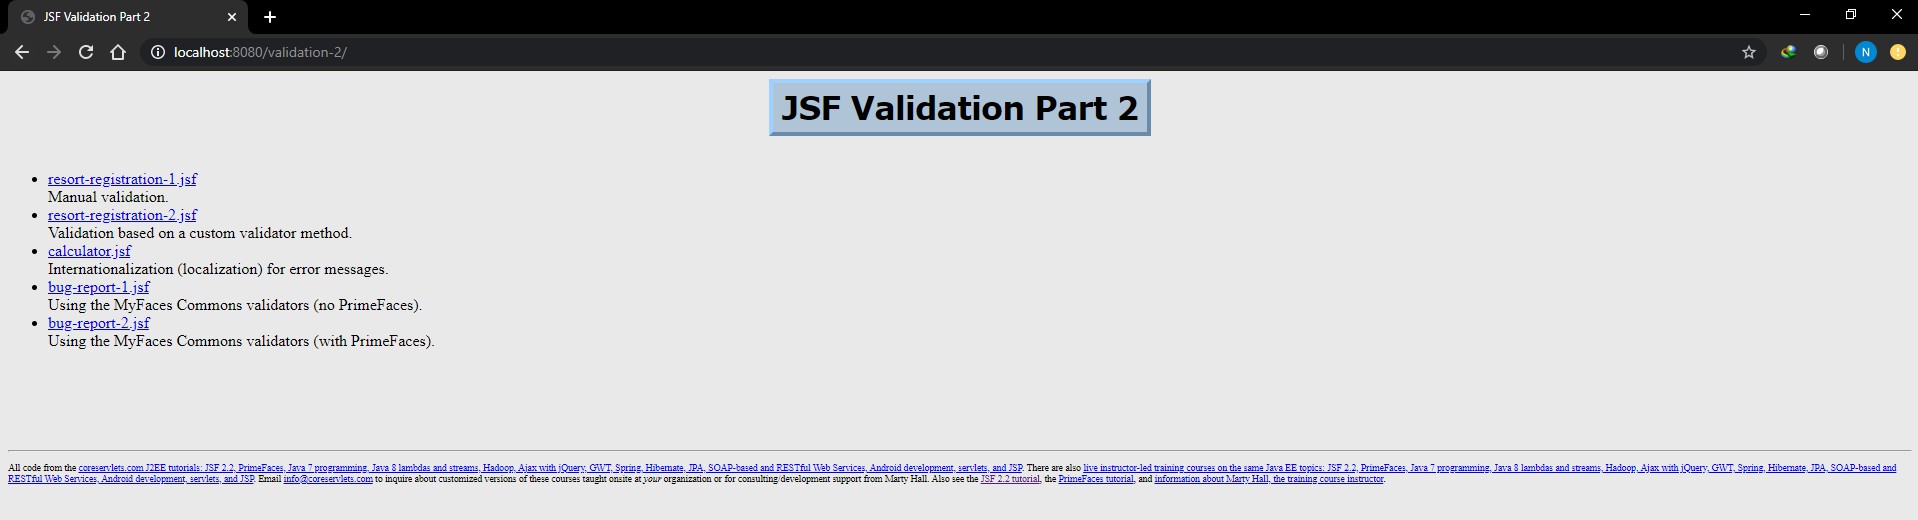 JSF Validation Part 2
localhost:8080/validation-2/
N
JSF Validation Part 2
resort-registration-1.jsf
Manual validation.
resort-registration-2.jsf
Validation based on a custom validator method.
calculator.jsf
Internationalization (localization) for error messages.
bug-report-1.jsf
Using the MyFaces Commons validators (no PrimeFaces).
bug-report-2.jsf
Using the MyFaces Commons validators (with PrimeFaces).
All code from the coreservlets.com J2EE tutorials: JSF 2.2, PrimeFaces, Java 7 programming, Java 8 lambdas and streams, Hadoop, Ajax with jQuery, GWT, Spring, Hibernate, JPA, SOAP-based and RESTful Web Services, Android development, servlets, and JSP. There are also live instructor-led training courses on the same Java EE topics: JSF 2.2, PrimeFaces, Java 7 programming, Java 8 lambdas and streams, Hadoop, Ajax with jQuery, GWT, Spring, Hibernate, JPA, SOAP-based and
RESTful Web Services, Android development, servlets, and JSP. Email info@coreservlets.com to inquire about customized versions of these courses taught onsite at your organization or for consulting/development support from Marty Hall. Also see the JSF 2.2 tutorial, the PrimeFaces tutorial, and information about Marty Hall, the training course instructor.